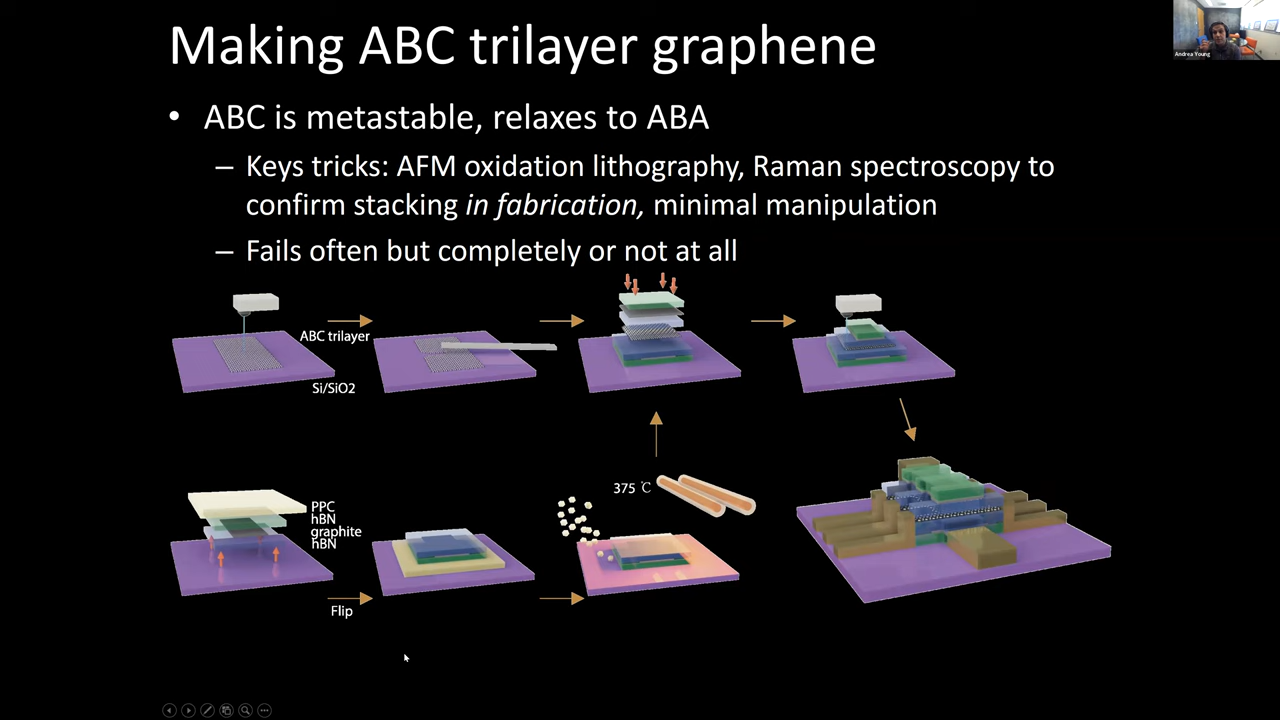 Making ABC trilayer graphene
Andrea Young
• ABC is metastable, relaxes to ABA
– Keys tricks: AFM oxidation lithography, Raman spectroscopy to
confirm stacking in fabrication, minimal manipulation
– Fails often but completely or not at all
ABC trilayer
Si/SiO2
PPC
hBN
graphite
hBN
Flip
375 ℃